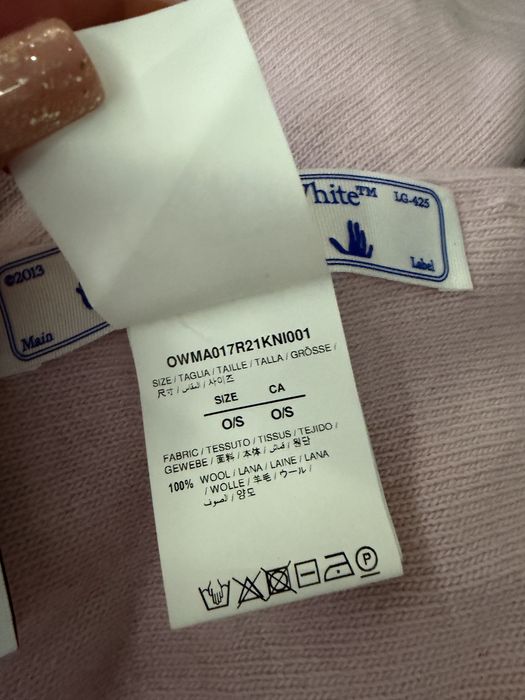 White™ LG-425
©2013
Label
Main
OWMA017R21KNI001
SIZE / TAGLIA / TAILLE / TALLA / GRÖSSE /
尺寸 / المقاس / 사이즈
SIZE CA
O/S O/S
FABRIC / TESSUTO / TISSUS / TEJIDO /
GEWEBE / 面料 / 本体 / قماش / 원단
100% WOOL / LANA / LAINE / LANA
/ WOLLE / 羊毛 / ウール /
الصوف / 양모
P